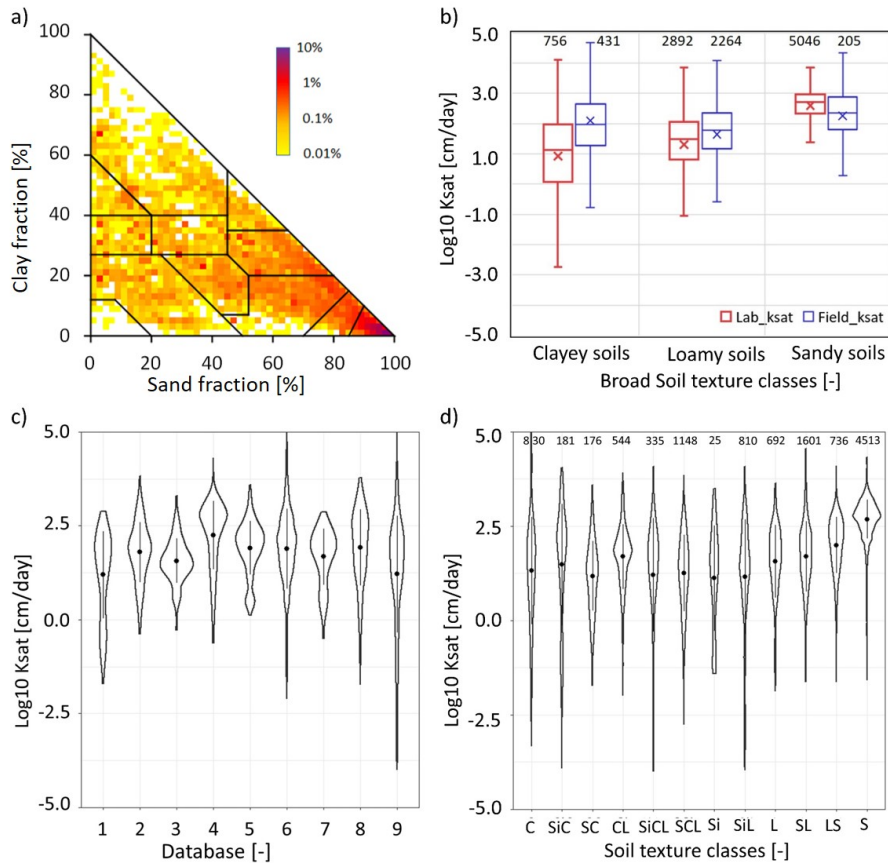 a)
100
80
60
40
20
0
Clay fraction [%]
10%
1%
0.1%
0.01%
0 20 40 60 80 100
Sand fraction [%]
b)
5.0
3.0
1.0
-1.0
-3.0
-5.0
Log10 Ksat [cm/day]
756 431 2892 2264 5046 205
Lab_ksat Field_ksat
Clayey soils Loamy soils Sandy soils
Broad Soil texture classes [-]
c)
5.0
2.5
0.0
-2.5
-5.0
Log10 Ksat [cm/day]
1 2 3 4 5 6 7 8 9
Database [-]
d)
5.0
2.5
0.0
-2.5
-5.0
Log10 Ksat [cm/day]
830 181 176 544 335 1148 25 810 692 1601 736 4513
C SiC SC CL SiCL SCL Si SiL L SL LS S
Soil texture classes [-]